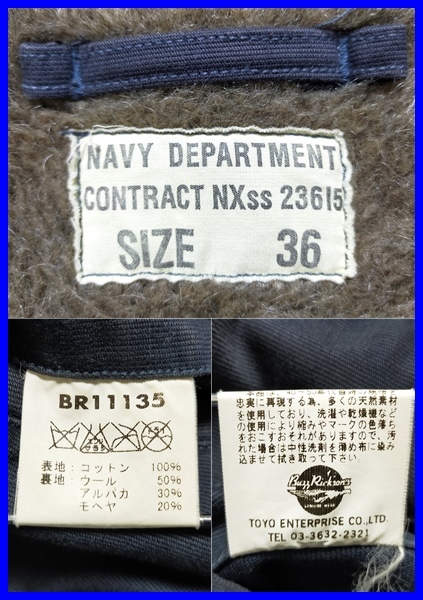 NAVY DEPARTMENT
CONTRACT NXss 23615
SIZE 36
BR11135
表地: コットン 100%
裏地: ウール 50%
アルパカ 30%
モヘヤ 20%
忠実に再現する為、多くの天然素材
を使用しており、洗濯や乾燥機など
の使用により縮みやマークの色落ち
をおこすおそれがありますので、汚
れた場合は中性洗剤を薄め布に染み
込ませて拭き取って下さい。
Buzz Rickson's
TOYO ENTERPRISE CO.,LTD.
TEL 03-3632-2321